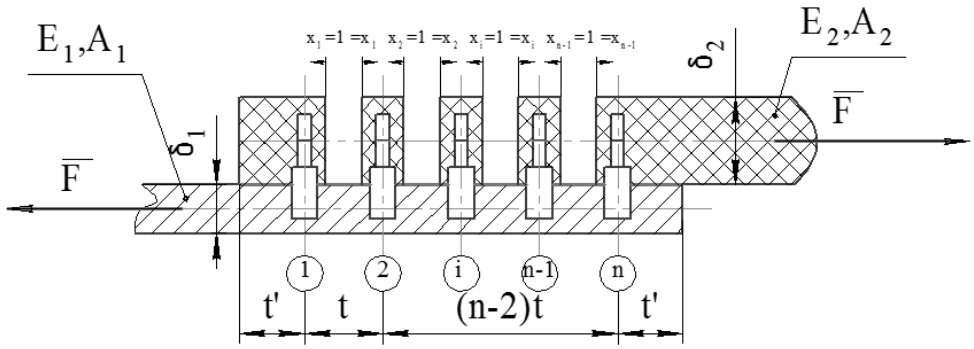 E₁,A₁
x₁=1 =x₁ x₂=1 =x₂ xᵢ=1 =xᵢ xₙ₋₁=1 =xₙ₋₁
E₂,A₂
δ₂
F̅
δ₁
F̅
1 2 i n-1 n
t' t (n-2)t t'